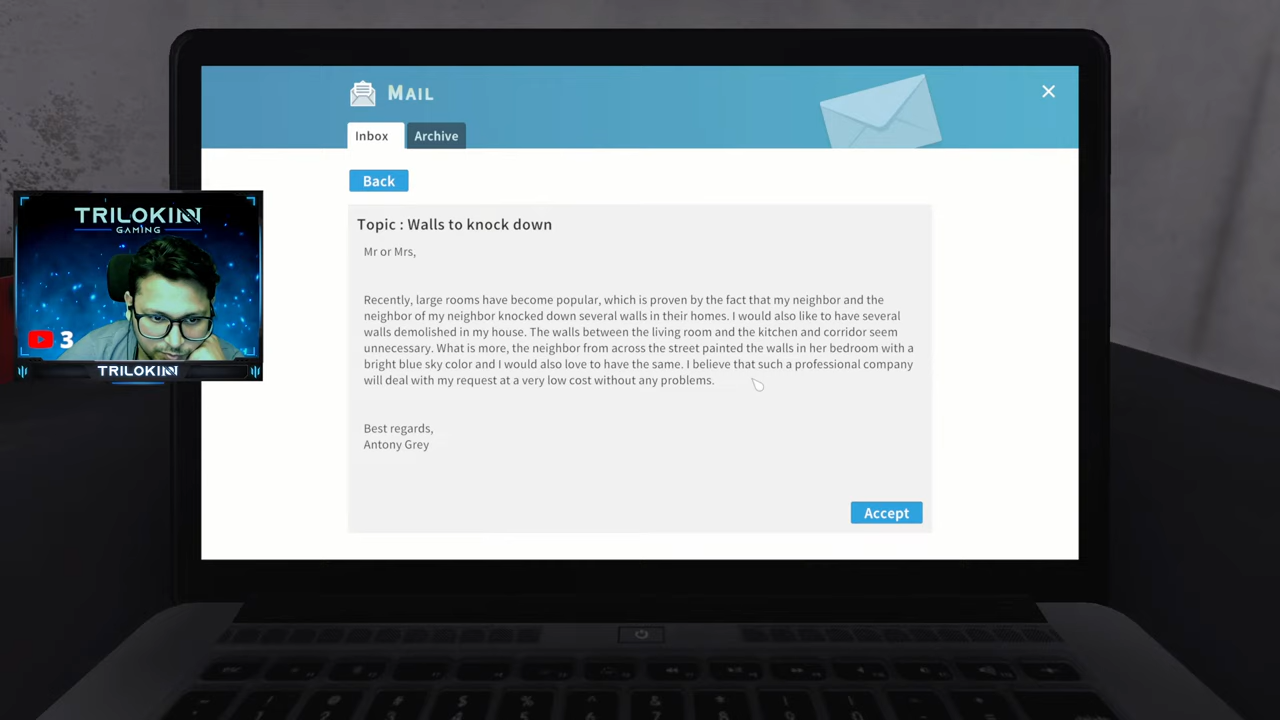 MAIL
Inbox
Archive
Back
TRILOKIN
GAMING
Topic : Walls to knock down
Mr or Mrs,
Recently, large rooms have become popular, which is proven by the fact that my neighbor and the
neighbor of my neighbor knocked down several walls in their homes. I would also like to have several
walls demolished in my house. The walls between the living room and the kitchen and corridor seem
unnecessary. What is more, the neighbor from across the street painted the walls in her bedroom with a
bright blue sky color and I would also love to have the same. I believe that such a professional company
will deal with my request at a very low cost without any problems.
3
TRILOKIN
Best regards,
Antony Grey
Accept